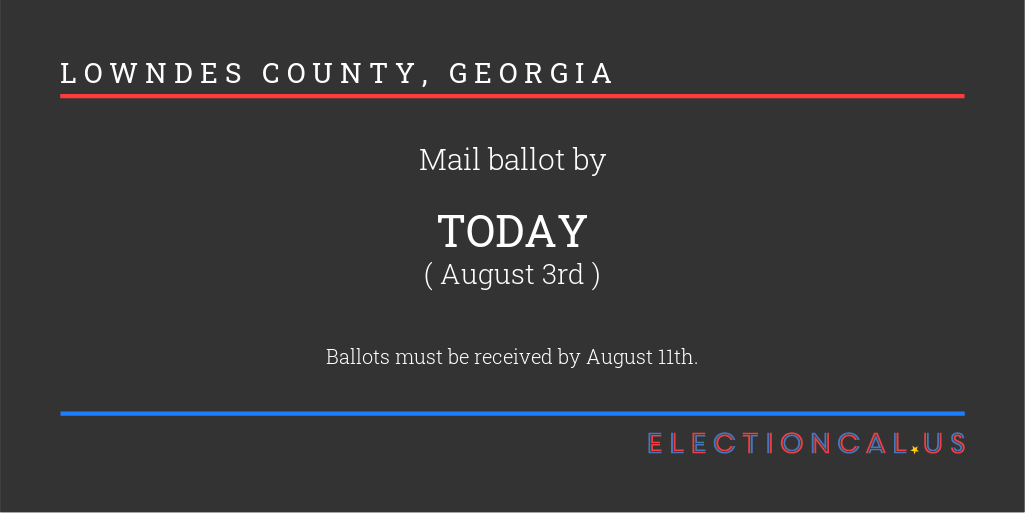 LOWNDES COUNTY, GEORGIA
Mail ballot by
TODAY
( August 3rd )
Ballots must be received by August 11th.
ELECTIONCAL.US